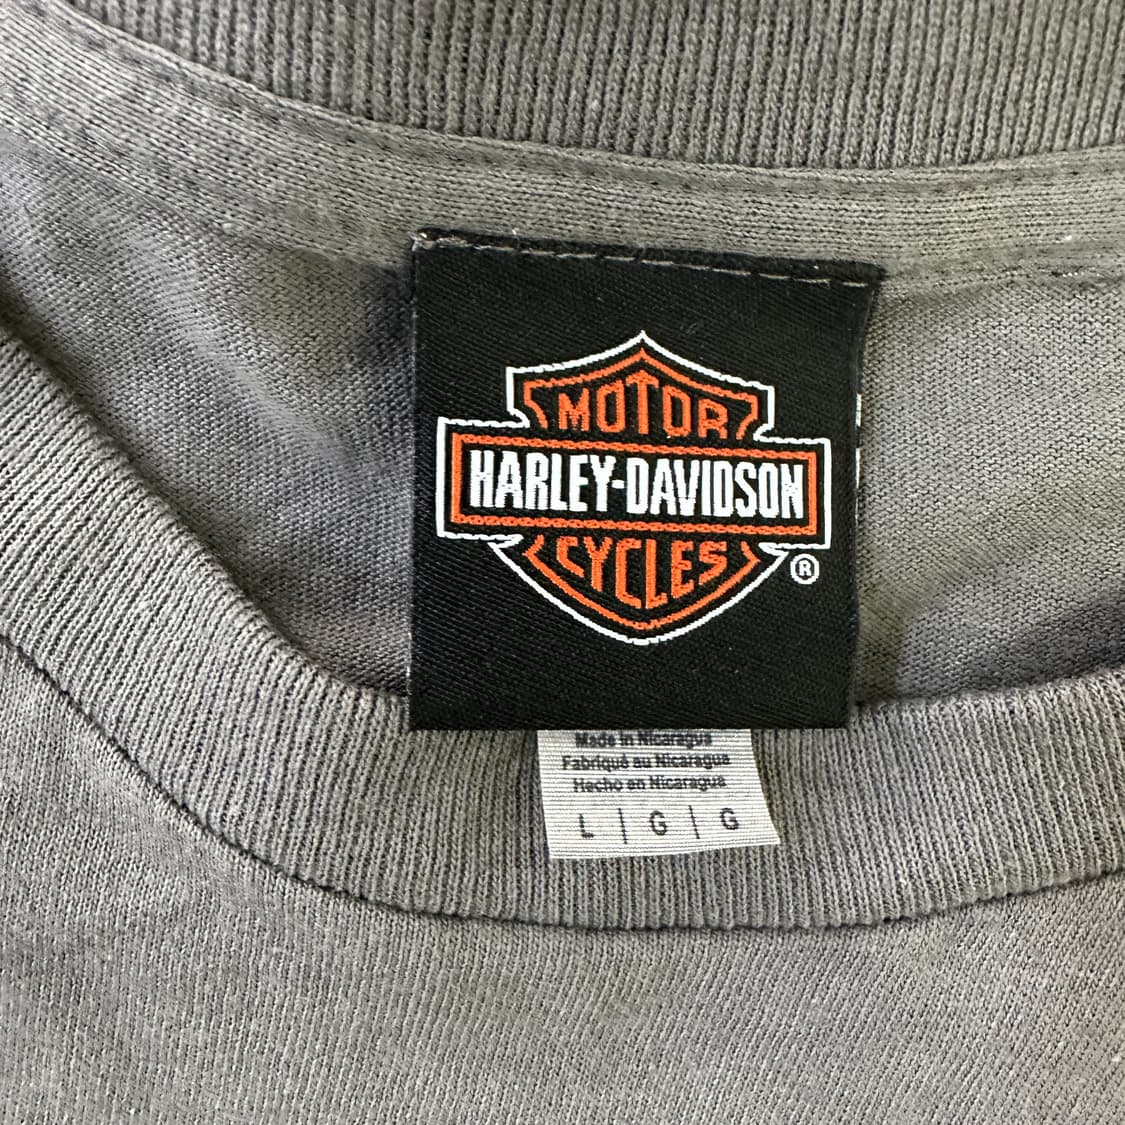 MOTOR
HARLEY-DAVIDSON
CYCLES
®
Made in Nicaragua
Fabriqué au Nicaragua
Hecho en Nicaragua
L | G | G